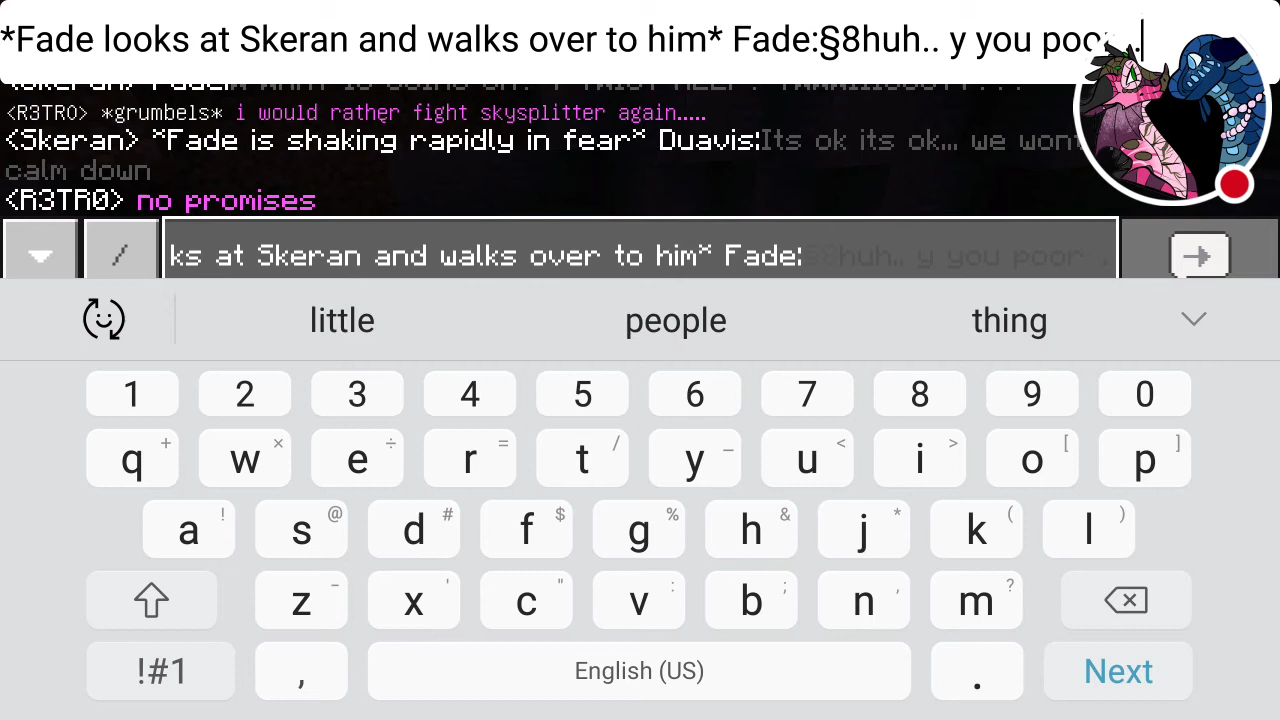 *Fade looks at Skeran and walks over to him* Fade:§8huh.. y you poor .
<R3TRO> *grumbels* i would rather fight skysplitter again.....
<Skeran> *Fade is shaking rapidly in fear* Duavis:Its ok its ok... we wont
calm down
<R3TR0> no promises
/ ks at Skeran and walks over to him* Fade:§8huh.. y you poor .
little people thing
1 2 3 4 5 6 7 8 9 0
q + w × e ÷ r = t / y _ u < i > o [ p ]
a ! s @ d # f $ g % h & j * k ( l )
z - x ' c " v : b ; n , m ?
!#1 , English (US) . Next